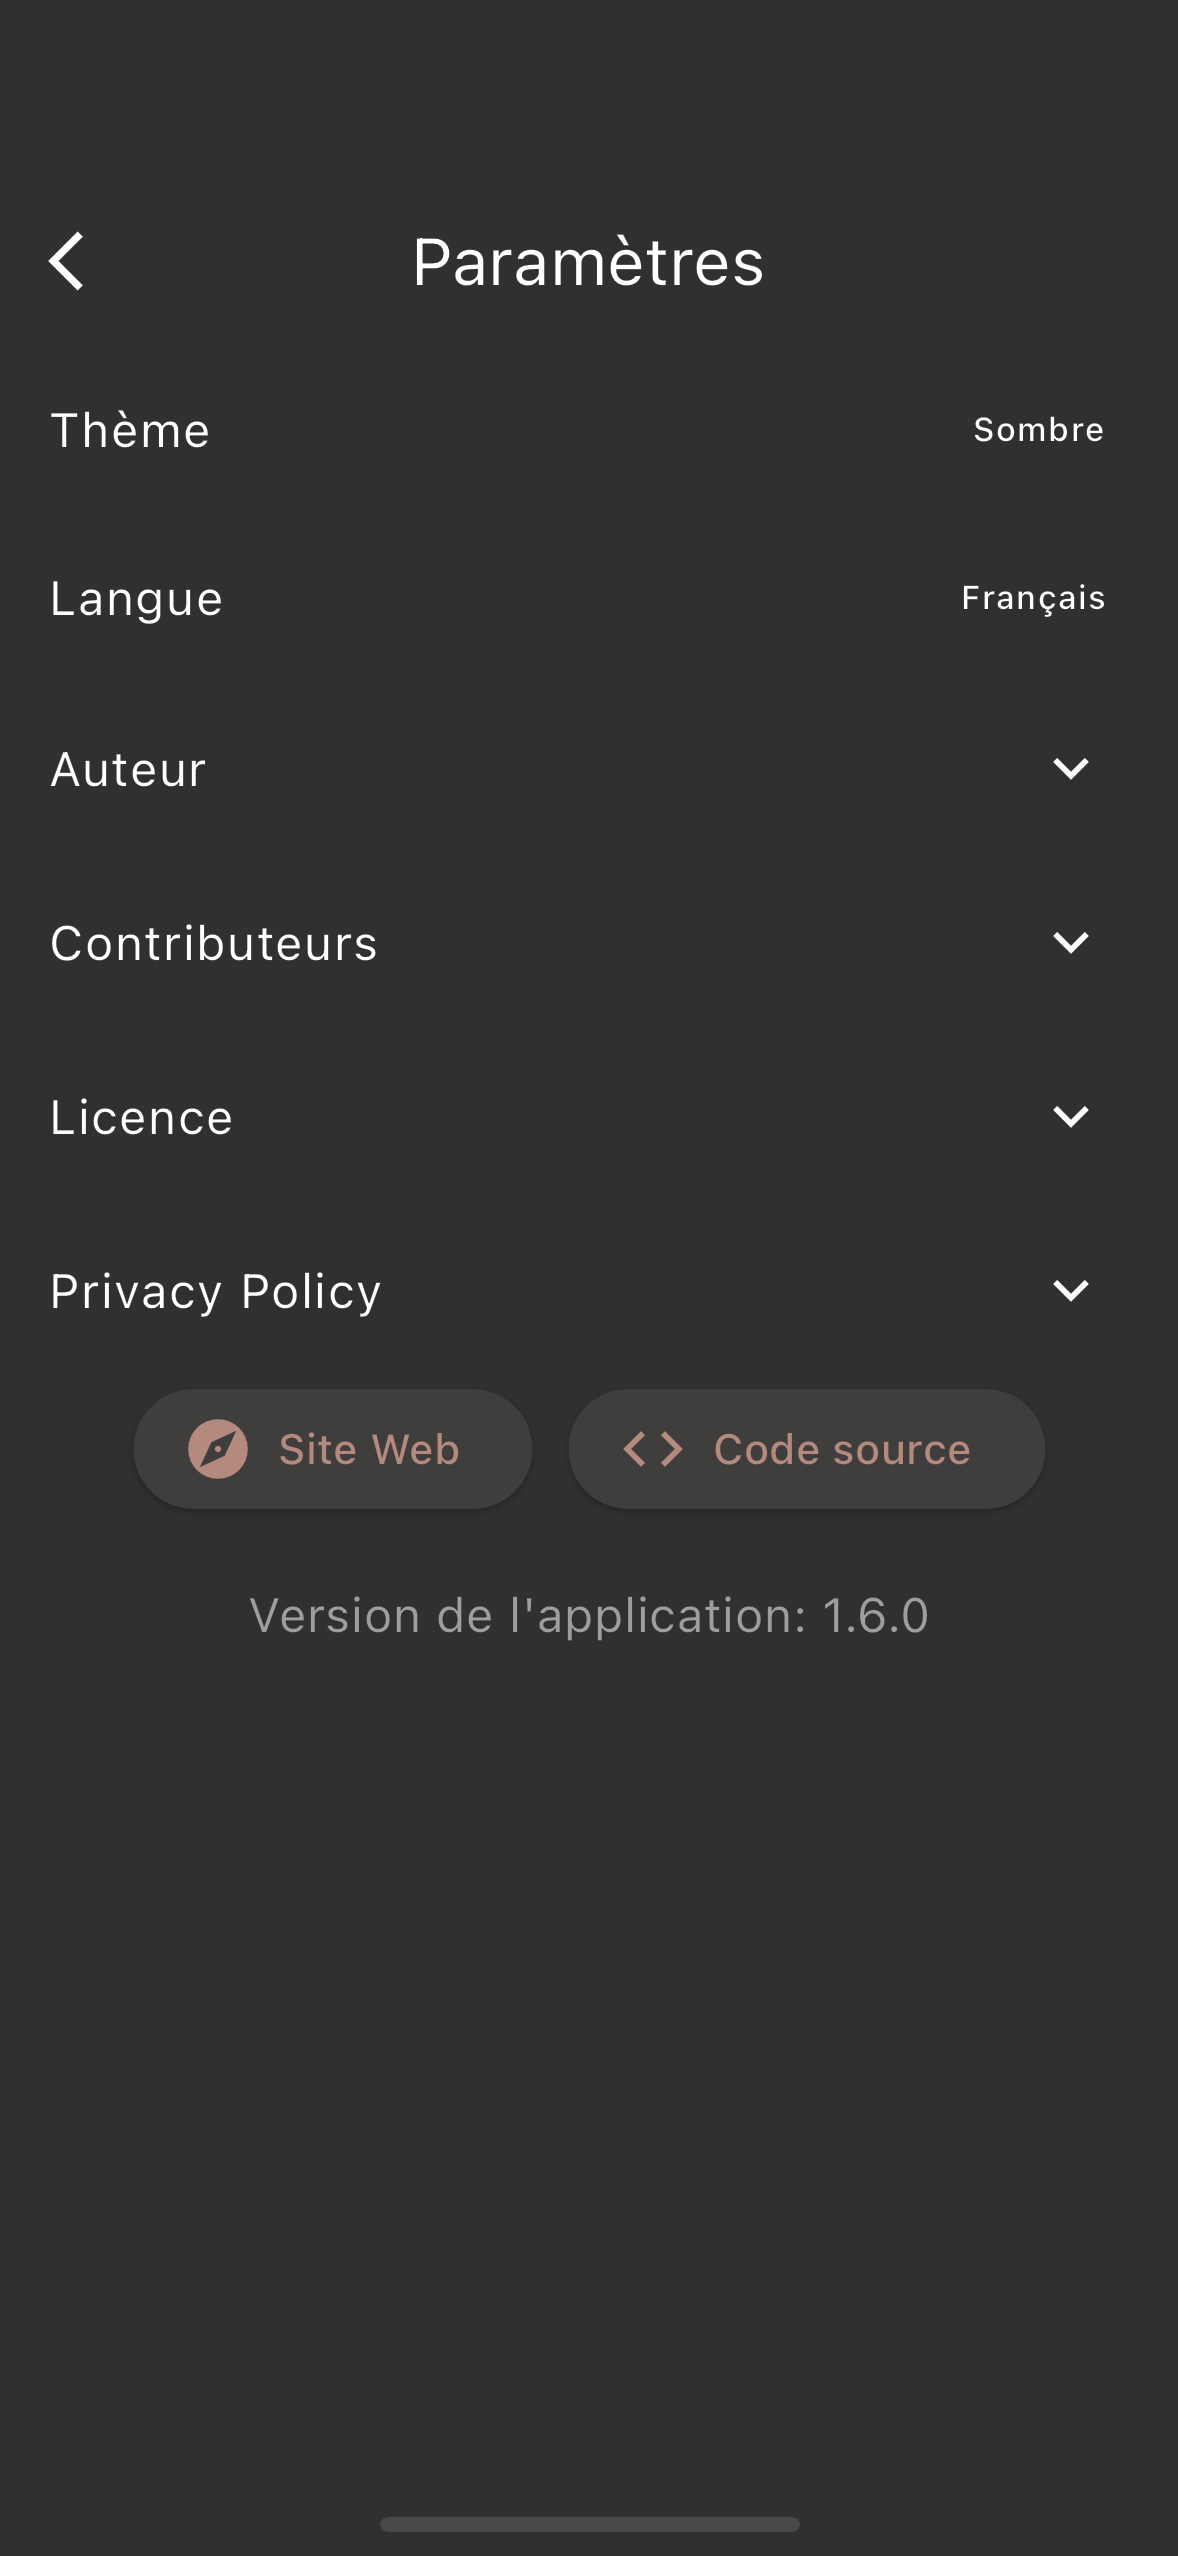 Paramètres
Thème Sombre
Langue Français
Auteur
Contributeurs
Licence
Privacy Policy
Site Web Code source
Version de l'application: 1.6.0